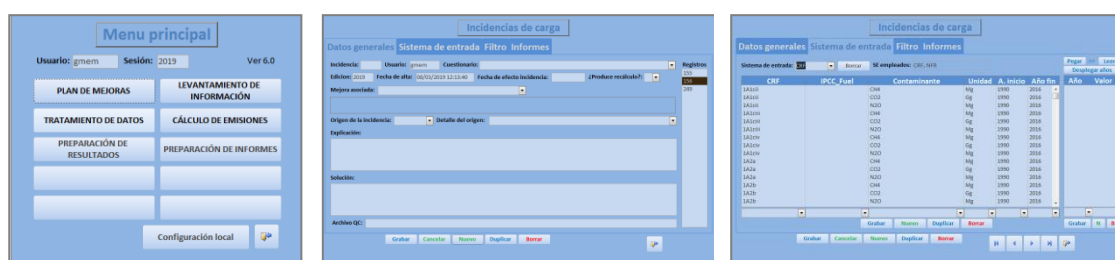 Menu principal
Usuario: gmem Sesión: 2019 Ver 6.0
PLAN DE MEJORAS
LEVANTAMIENTO DE INFORMACIÓN
TRATAMIENTO DE DATOS
CÁLCULO DE EMISIONES
PREPARACIÓN DE RESULTADOS
PREPARACIÓN DE INFORMES
Configuración local
Incidencias de carga
Datos generales Sistema de entrada Filtro Informes
Incidencia: Usuario: gmem Cuestionario: Registros
155
156
249
Edicion: 2019 Fecha de alta: 08/03/2019 12:13:40 Fecha de efecto incidencia: ¿Produce recálculo?:
Mejora asociada:
Origen de la incidencia: Detalle del origen:
Explicación:
Solución:
Archivo QC:
Grabar Cancelar Nuevo Duplicar Borrar
Incidencias de carga
Datos generales Sistema de entrada Filtro Informes
Sistema de entrada: CRF Borrar SE empleados: CRF, NFR Pegar Leer
Desplegar años
CRF IPCC_Fuel Contaminante Unidad A. inicio Año fin Año Valor
1A1cii CH4 Mg 1990 2016
1A1cii CO2 Gg 1990 2016
1A1cii N2O Mg 1990 2016
1A1ciii CH4 Mg 1990 2016
1A1ciii CO2 Gg 1990 2016
1A1ciii N2O Mg 1990 2016
1A1civ CH4 Mg 1990 2016
1A1civ CO2 Gg 1990 2016
1A1civ N2O Mg 1990 2016
1A2a CH4 Mg 1990 2016
1A2a CO2 Gg 1990 2016
1A2a N2O Mg 1990 2016
1A2b CH4 Mg 1990 2016
1A2b CO2 Gg 1990 2016
1A2b N2O Mg 1990 2016
Grabar Nuevo Duplicar Borrar Grabar N B
Grabar Cancelar Nuevo Duplicar Borrar